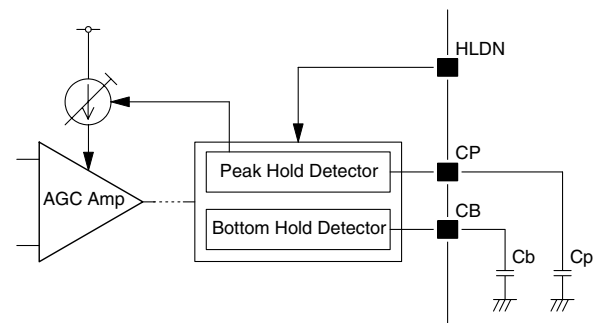 HLDN
CP
Peak Hold Detector
AGC Amp
CB
Bottom Hold Detector
Cb
Cp